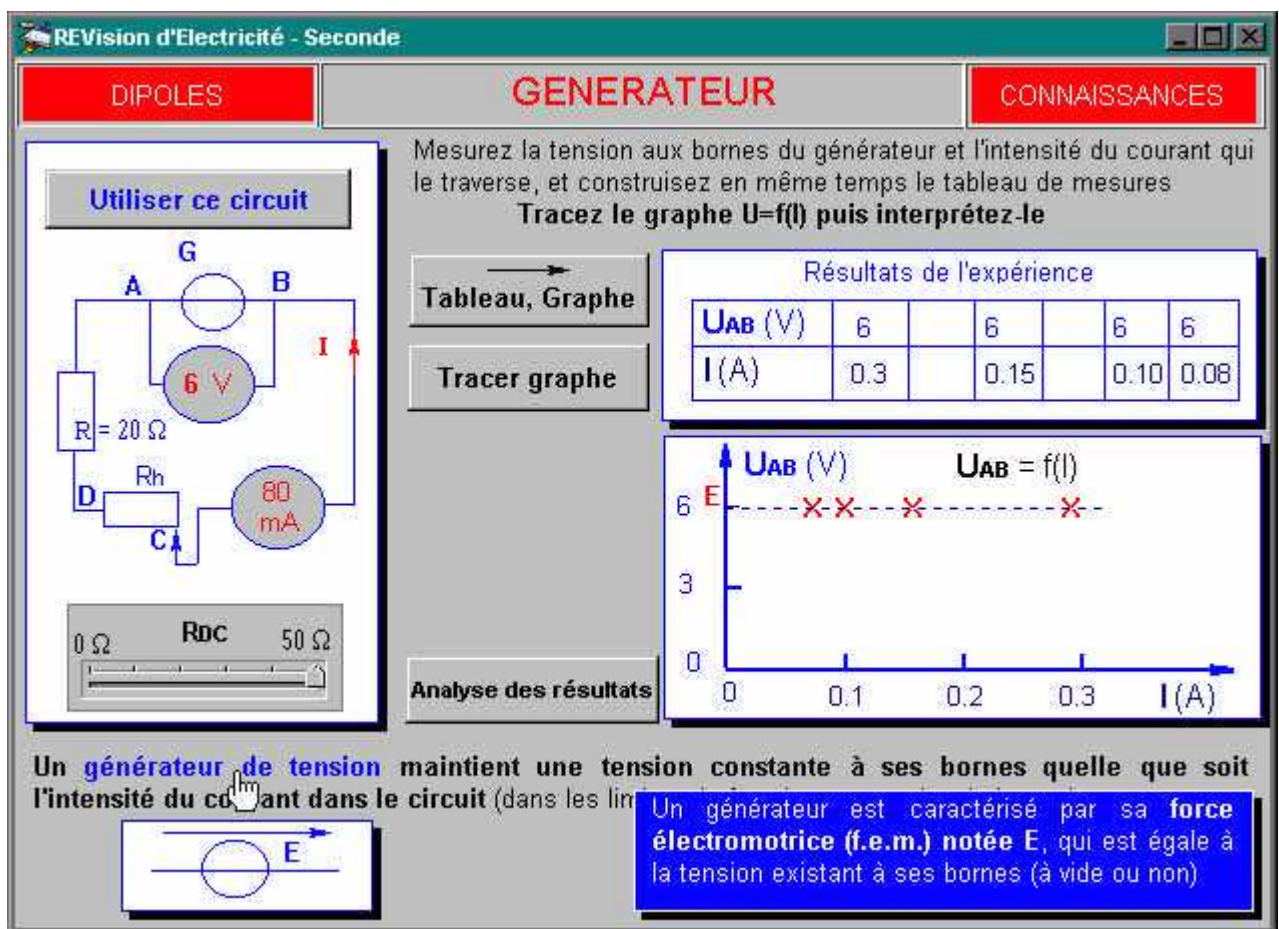 REVision d'Electricité - Seconde
DIPOLES
GENERATEUR
CONNAISSANCES
Utiliser ce circuit
G
A
B
I
6 V
R = 20 Ω
Rh
D
80
mA
C
0 Ω
RDC
50 Ω
Mesurez la tension aux bornes du générateur et l'intensité du courant qui
le traverse, et construisez en même temps le tableau de mesures
Tracez le graphe U=f(I) puis interprétez-le
Tableau, Graphe
Tracer graphe
Analyse des résultats
Résultats de l'expérience
UAB (V) 6 6 6 6
I (A) 0.3 0.15 0.10 0.08
UAB (V)
UAB = f(I)
6 E
3
0
0 0.1 0.2 0.3 I (A)
Un générateur de tension maintient une tension constante à ses bornes quelle que soit
l'intensité du dans le circuit (dans les
E
Un générateur est caractérisé par sa force
électromotrice (f.e.m.) notée E, qui est égale à
la tension existant à ses bornes (à vide ou non)